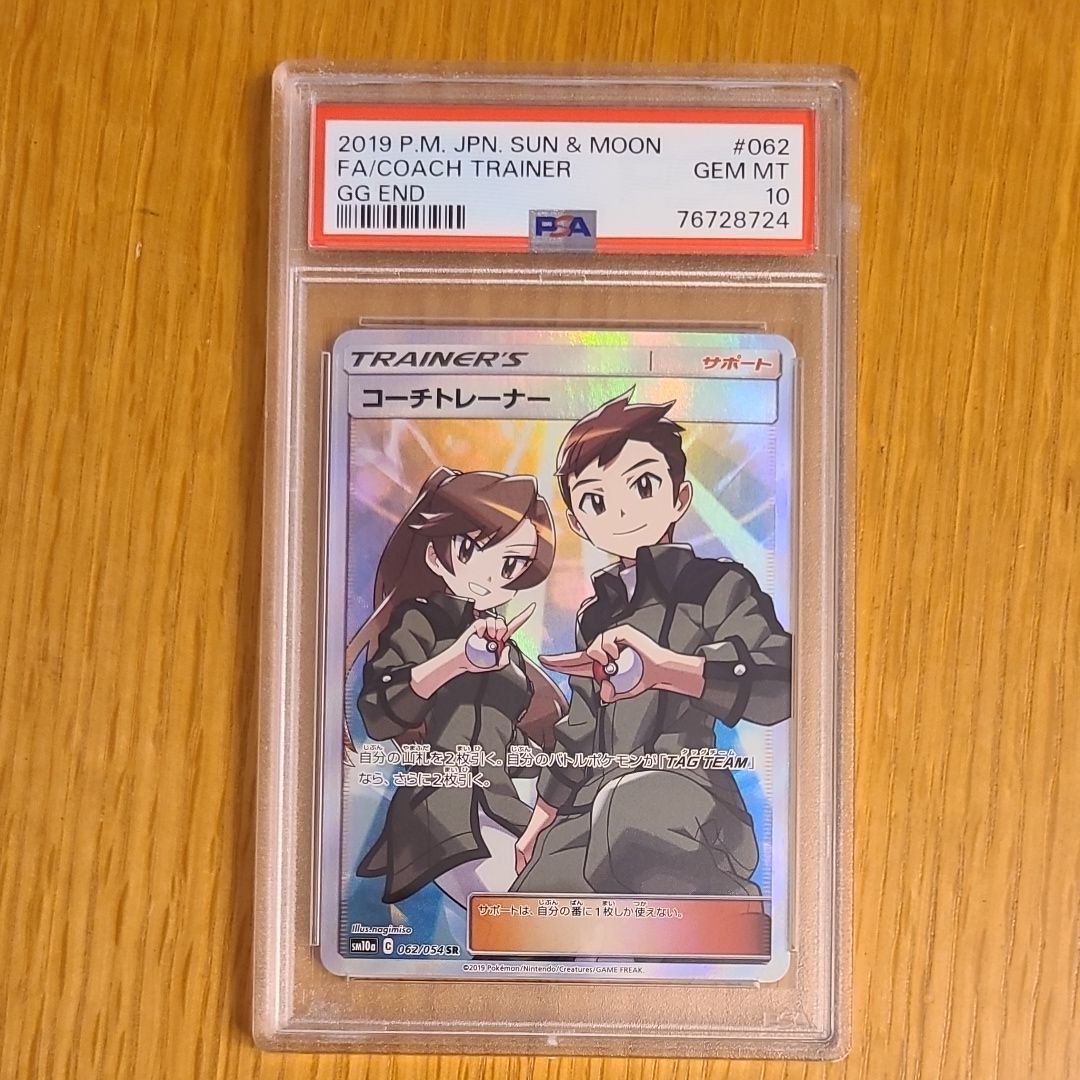 2019 P.M. JPN. SUN & MOON #062
FA/COACH TRAINER GEM MT
GG END 10
PSA 76728724
TRAINER'S サポート
コーチトレーナー
自分の山札を2枚引く。自分のバトルポケモンが「TAG TEAM」
なら、さらに2枚引く。
サポートは、自分の番に1枚しか使えない。
Illus.nagimiso
sm10a C 062/054 SR
©2019 Pokémon/Nintendo/Creatures/GAME FREAK.